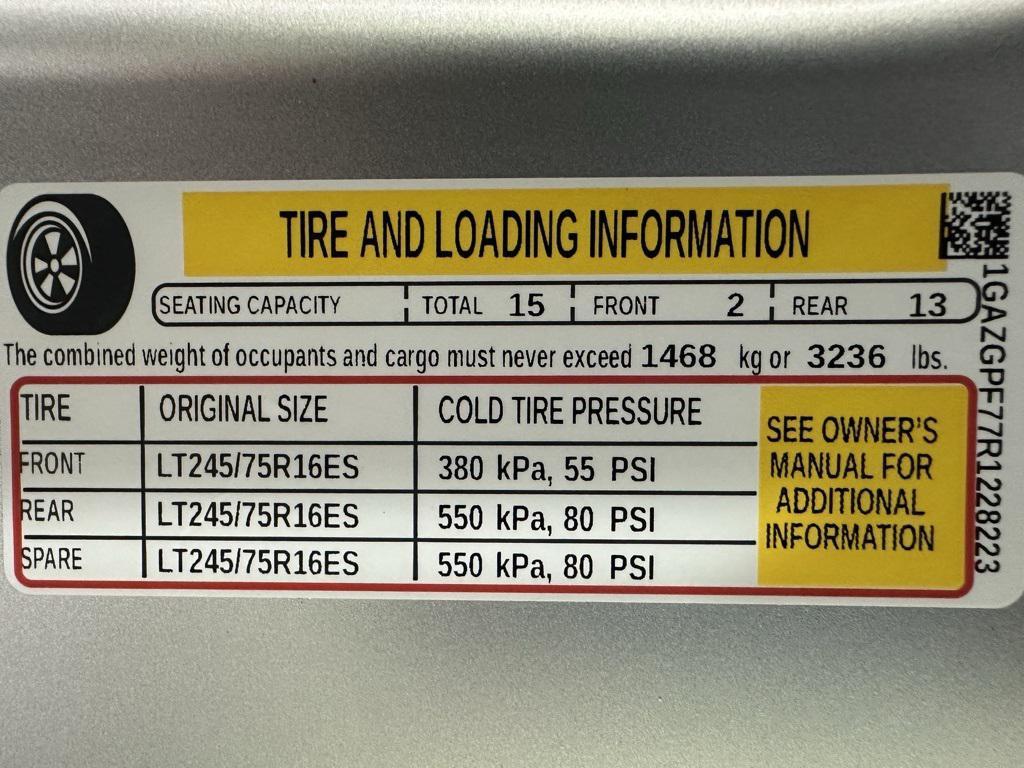 TIRE AND LOADING INFORMATION
SEATING CAPACITY TOTAL 15 FRONT 2 REAR 13
The combined weight of occupants and cargo must never exceed 1468 kg or 3236 lbs.
TIRE ORIGINAL SIZE COLD TIRE PRESSURE
FRONT LT245/75R16ES 380 kPa, 55 PSI
REAR LT245/75R16ES 550 kPa, 80 PSI
SPARE LT245/75R16ES 550 kPa, 80 PSI
SEE OWNER'S
MANUAL FOR
ADDITIONAL
INFORMATION
1GAZGPF77R1228223